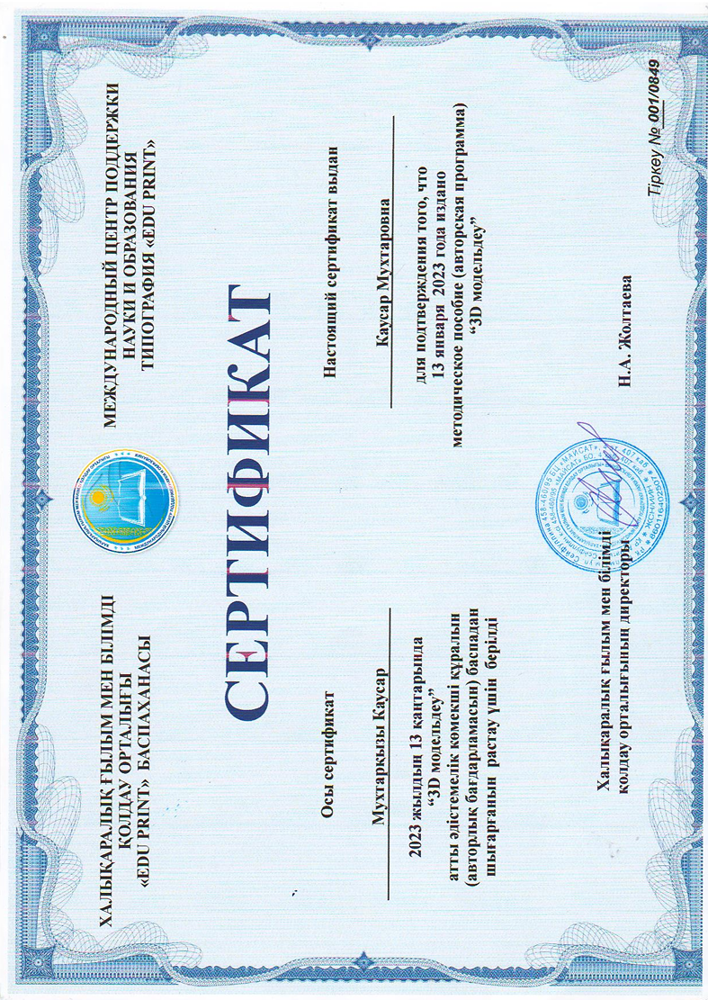 ХАЛЫҚАРАЛЫҚ ҒЫЛЫМ МЕН БІЛІМДІ
ҚОЛДАУ ОРТАЛЫҒЫ
«EDU PRINT» БАСПАХАНАСЫ
МЕЖДУНАРОДНЫЙ ЦЕНТР ПОДДЕРЖКИ
НАУКИ И ОБРАЗОВАНИЯ
ТИПОГРАФИЯ «EDU PRINT»
СЕРТИФИКАТ
Осы сертификат
Мухтарқызы Каусар
2023 жылдың 13 қаңтарында
“3D модельдеу”
атты әдістемелік көмекші құралын
(авторлық бағдарламасын) баспадан
шығарғанын растау үшін берілді
Настоящий сертификат выдан
Каусар Мухтаровна
для подтверждения того, что
13 января 2023 года издано
методическое пособие (авторская программа)
“3D модельдеу”
Халықаралық ғылым мен білімді
қолдау орталығының директоры
Н.А. Жолтаева
Тіркеу № 001/0849